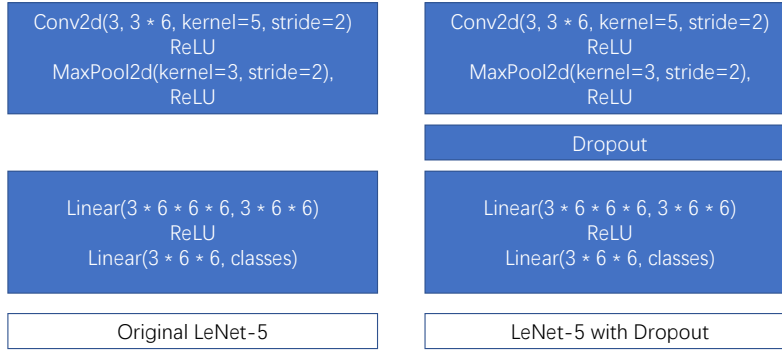 Conv2d(3, 3 * 6, kernel=5, stride=2)
ReLU
MaxPool2d(kernel=3, stride=2),
ReLU
Linear(3 * 6 * 6 * 6, 3 * 6 * 6)
ReLU
Linear(3 * 6 * 6, classes)
Original LeNet-5
Conv2d(3, 3 * 6, kernel=5, stride=2)
ReLU
MaxPool2d(kernel=3, stride=2),
ReLU
Dropout
Linear(3 * 6 * 6 * 6, 3 * 6 * 6)
ReLU
Linear(3 * 6 * 6, classes)
LeNet-5 with Dropout